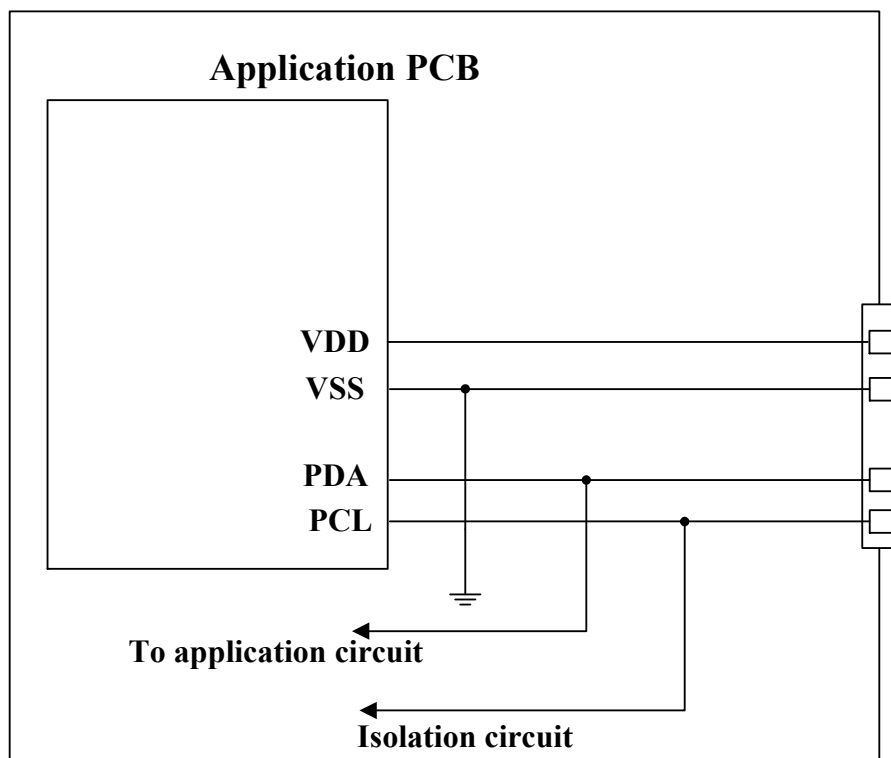 Application PCB
VDD
VSS
PDA
PCL
To application circuit
Isolation circuit